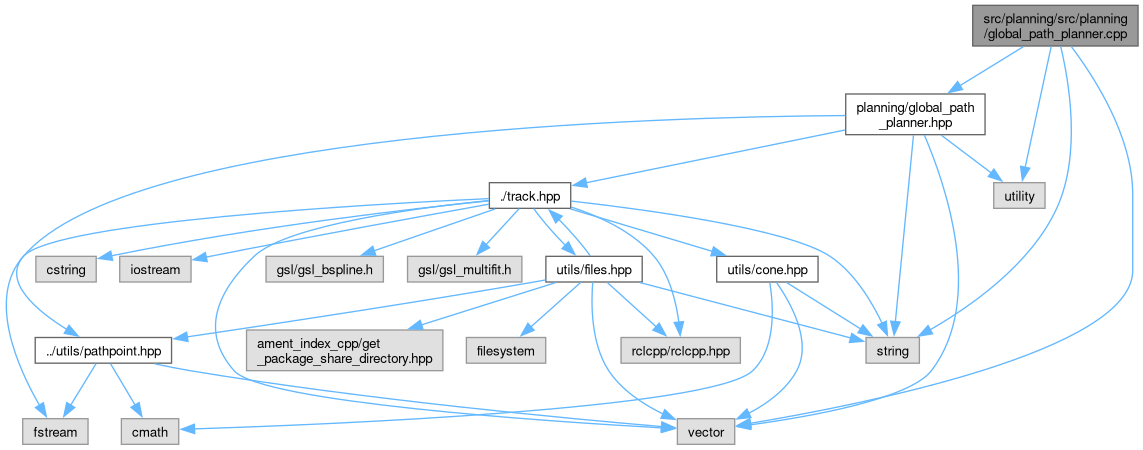 src/planning/src/planning
/global_path_planner.cpp
planning/global_path
_planner.hpp
utility
./track.hpp
cstring
iostream
gsl/gsl_bspline.h
gsl/gsl_multifit.h
utils/files.hpp
utils/cone.hpp
../utils/pathpoint.hpp
ament_index_cpp/get
_package_share_directory.hpp
filesystem
rclcpp/rclcpp.hpp
string
fstream
cmath
vector